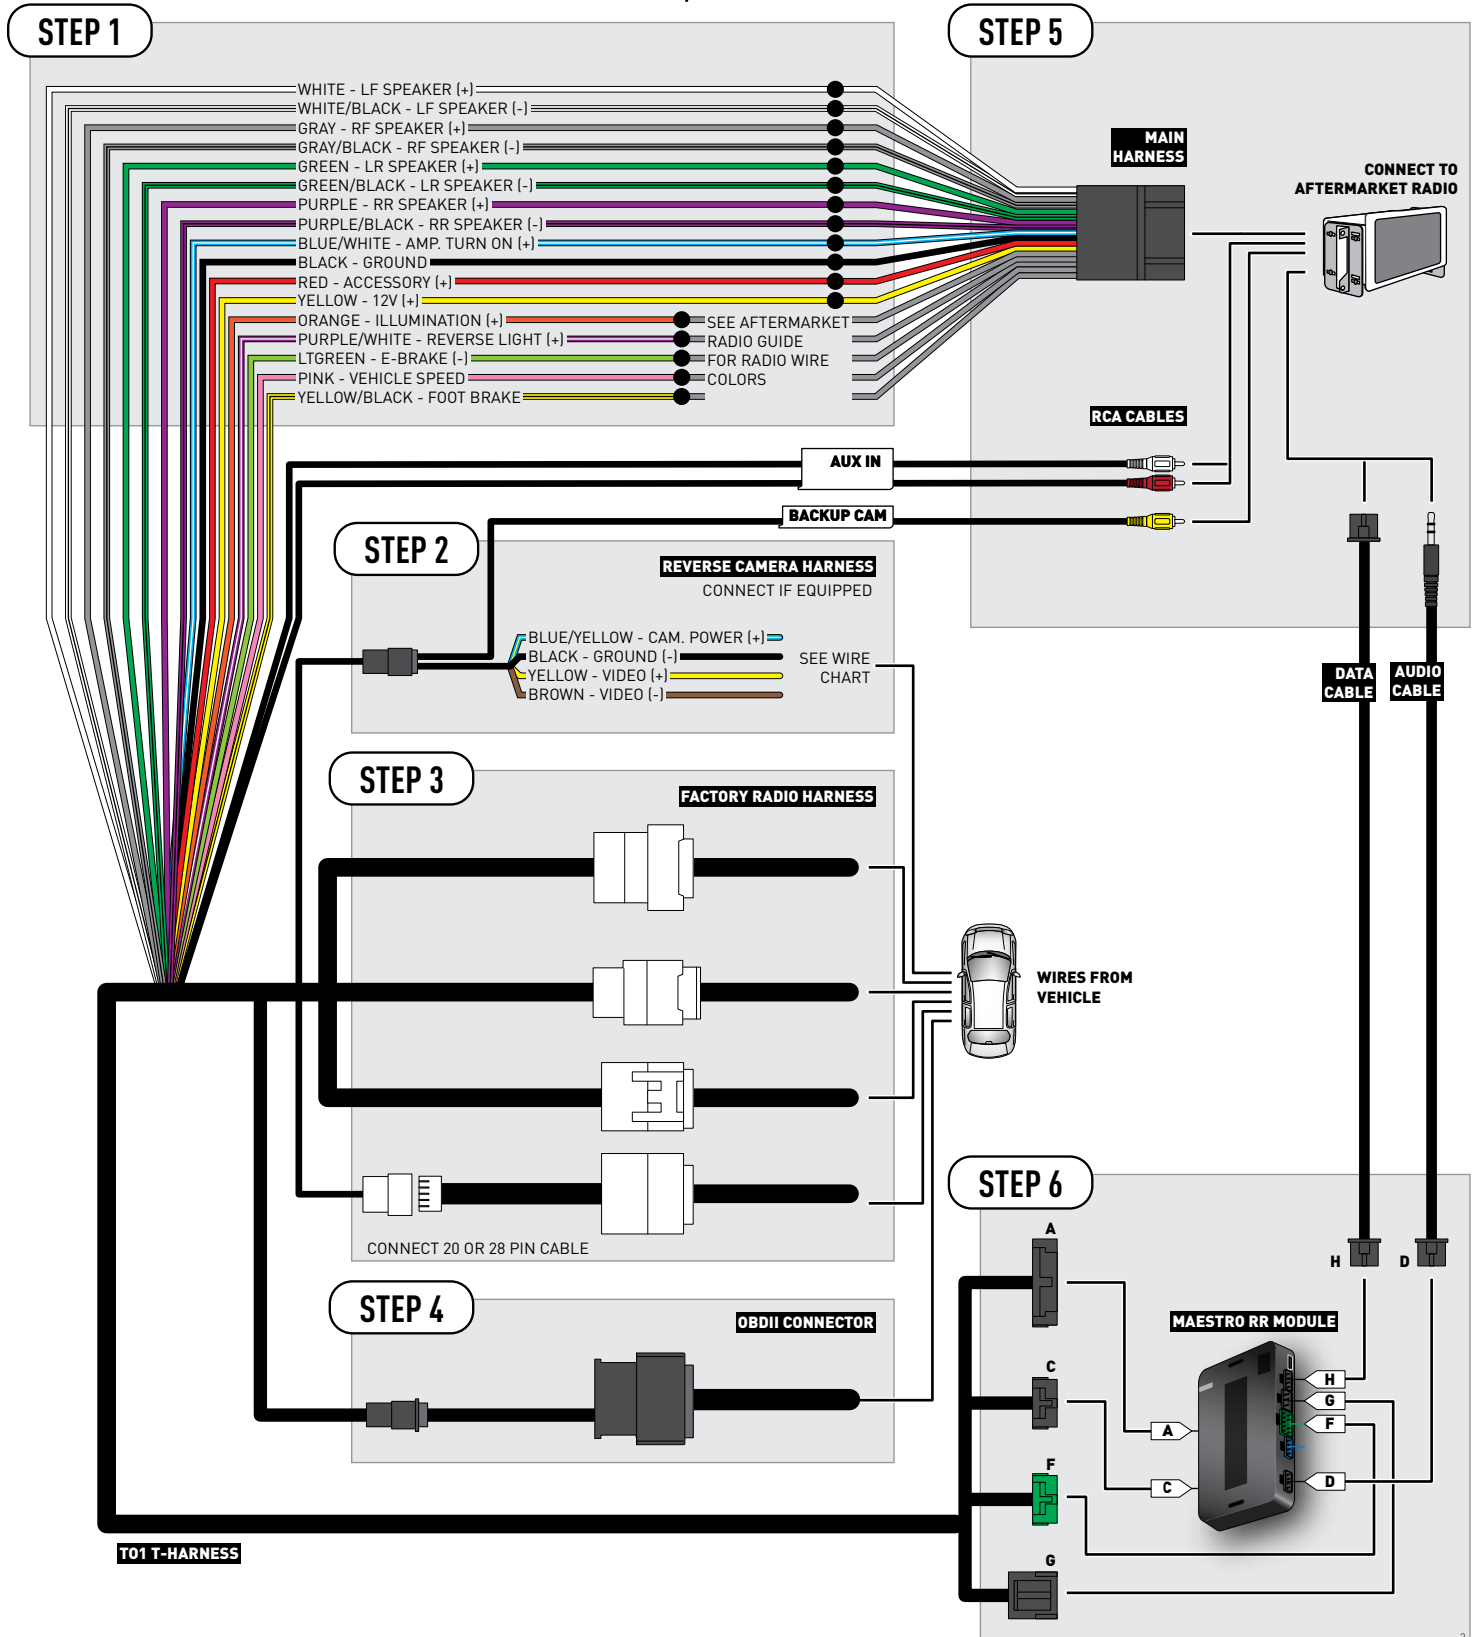 STEP 1
WHITE - LF SPEAKER (+)
WHITE/BLACK - LF SPEAKER (-)
GRAY - RF SPEAKER (+)
GRAY/BLACK - RF SPEAKER (-)
GREEN - LR SPEAKER (+)
GREEN/BLACK - LR SPEAKER (-)
PURPLE - RR SPEAKER (+)
PURPLE/BLACK - RR SPEAKER (-)
BLUE/WHITE - AMP. TURN ON (+)
BLACK - GROUND
RED - ACCESSORY (+)
YELLOW - 12V (+)
ORANGE - ILLUMINATION (+)
PURPLE/WHITE - REVERSE LIGHT (+)
LTGREEN - E-BRAKE (-)
PINK - VEHICLE SPEED
YELLOW/BLACK - FOOT BRAKE
SEE AFTERMARKET
RADIO GUIDE
FOR RADIO WIRE
COLORS
STEP 5
MAIN
HARNESS
CONNECT TO
AFTERMARKET RADIO
RCA CABLES
AUX IN
BACKUP CAM
DATA
CABLE
AUDIO
CABLE
STEP 2
REVERSE CAMERA HARNESS
CONNECT IF EQUIPPED
BLUE/YELLOW - CAM. POWER (+)
BLACK - GROUND (-)
YELLOW - VIDEO (+)
BROWN - VIDEO (-)
SEE WIRE
CHART
STEP 3
FACTORY RADIO HARNESS
WIRES FROM
VEHICLE
CONNECT 20 OR 28 PIN CABLE
STEP 4
OBDII CONNECTOR
T01 T-HARNESS
STEP 6
A
C
F
G
H
D
MAESTRO RR MODULE
H
G
F
D
A
C